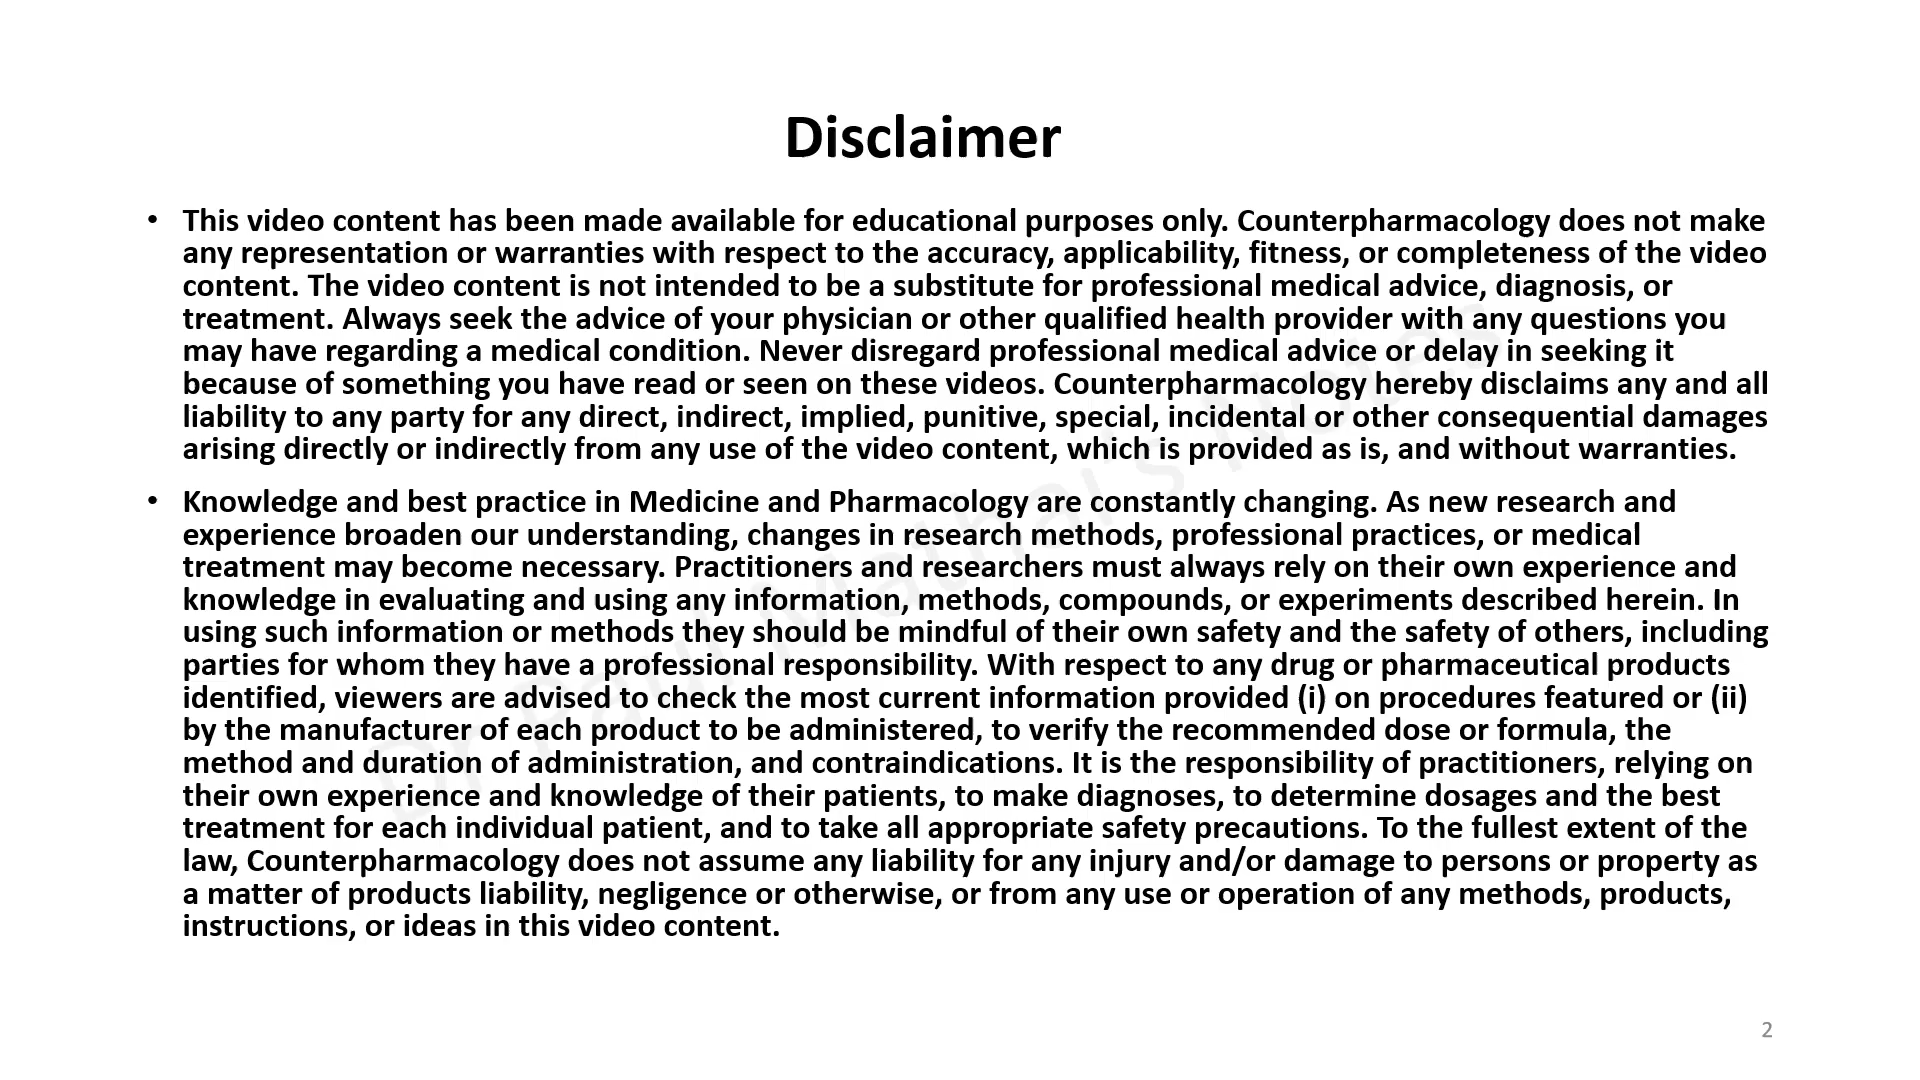 Disclaimer
• This video content has been made available for educational purposes only. Counterpharmacology does not make
any representation or warranties with respect to the accuracy, applicability, fitness, or completeness of the video
content. The video content is not intended to be a substitute for professional medical advice, diagnosis, or
treatment. Always seek the advice of your physician or other qualified health provider with any questions you
may have regarding a medical condition. Never disregard professional medical advice or delay in seeking it
because of something you have read or seen on these videos. Counterpharmacology hereby disclaims any and all
liability to any party for any direct, indirect, implied, punitive, special, incidental or other consequential damages
arising directly or indirectly from any use of the video content, which is provided as is, and without warranties.
• Knowledge and best practice in Medicine and Pharmacology are constantly changing. As new research and
experience broaden our understanding, changes in research methods, professional practices, or medical
treatment may become necessary. Practitioners and researchers must always rely on their own experience and
knowledge in evaluating and using any information, methods, compounds, or experiments described herein. In
using such information or methods they should be mindful of their own safety and the safety of others, including
parties for whom they have a professional responsibility. With respect to any drug or pharmaceutical products
identified, viewers are advised to check the most current information provided (i) on procedures featured or (ii)
by the manufacturer of each product to be administered, to verify the recommended dose or formula, the
method and duration of administration, and contraindications. It is the responsibility of practitioners, relying on
their own experience and knowledge of their patients, to make diagnoses, to determine dosages and the best
treatment for each individual patient, and to take all appropriate safety precautions. To the fullest extent of the
law, Counterpharmacology does not assume any liability for any injury and/or damage to persons or property as
a matter of products liability, negligence or otherwise, or from any use or operation of any methods, products,
instructions, or ideas in this video content.
2